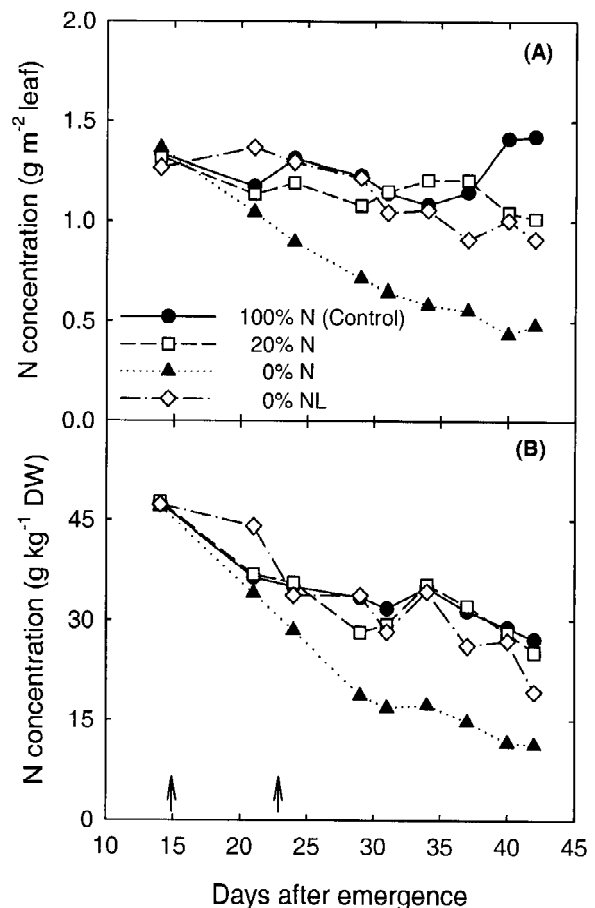 2.0
(A)
1.5
1.0
0.5
0.0
N concentration (g m⁻² leaf)
100% N (Control)
20% N
0% N
0% NL
(B)
45
30
15
0
N concentration (g kg⁻¹ DW)
10 15 20 25 30 35 40 45
Days after emergence